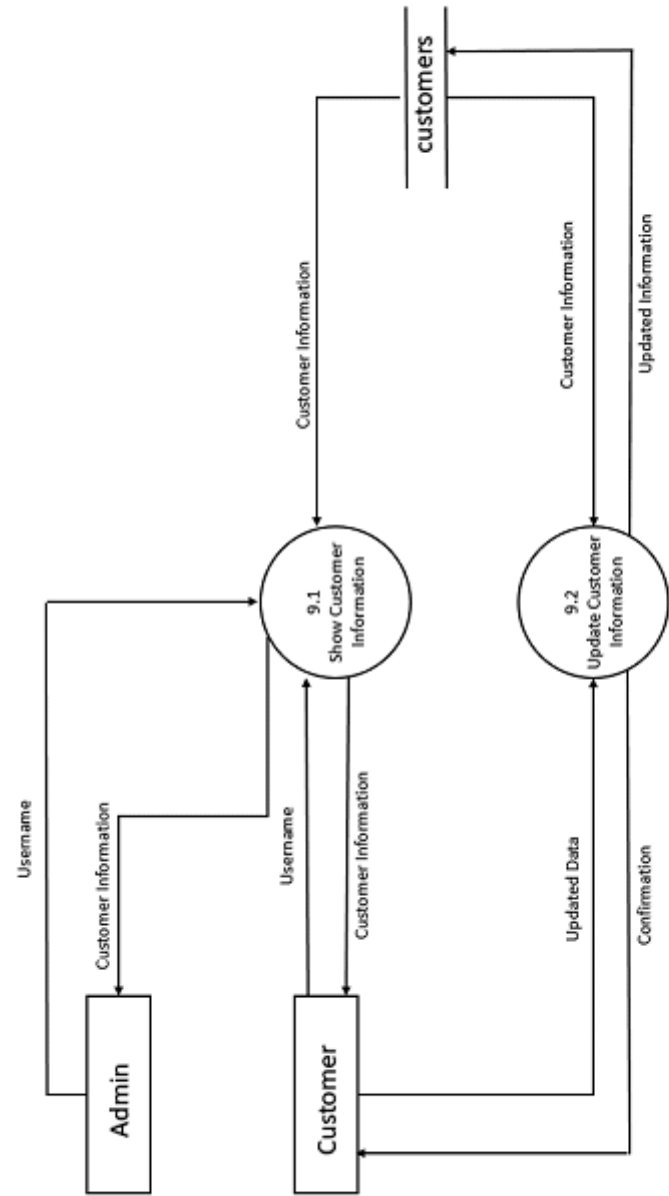 Username
Admin
Customer Information
9.1
Show Customer
Information
Customer Information
customers
Username
Customer Information
Customer
Updated Data
9.2
Update Customer
Information
Customer Information
Confirmation
Updated Information